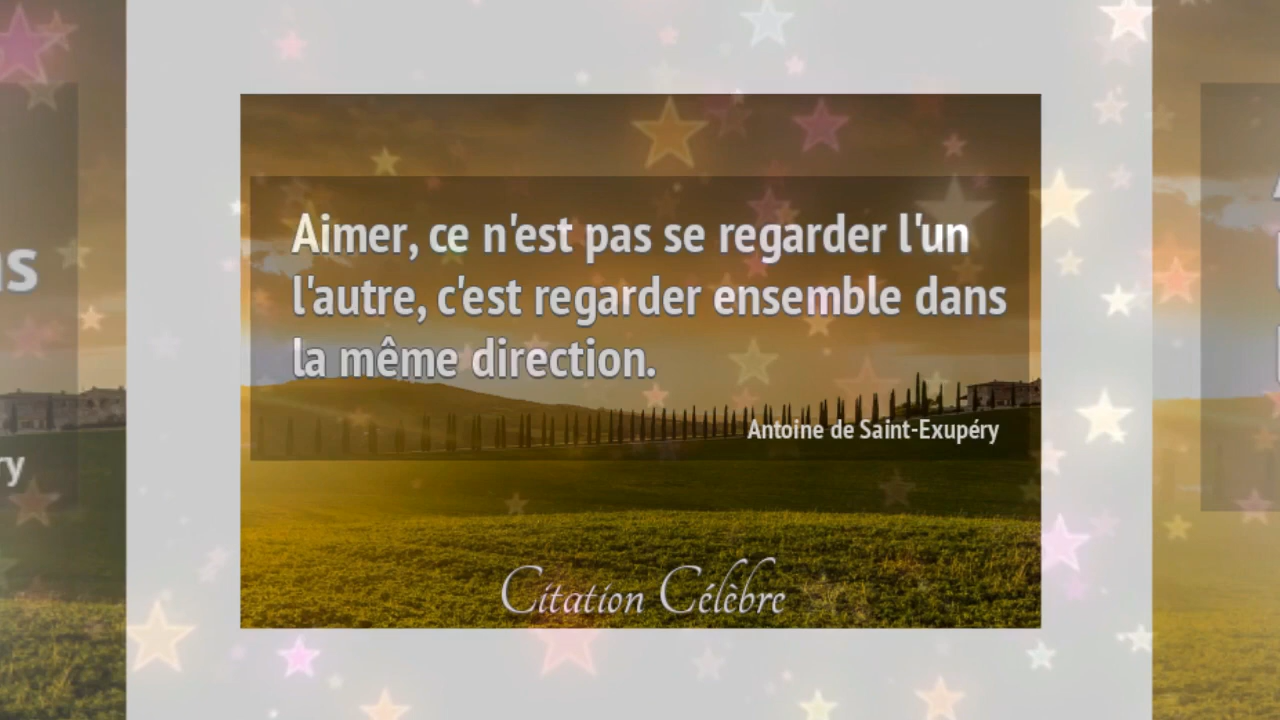 Aimer, ce n'est pas se regarder l'un
l'autre, c'est regarder ensemble dans
la même direction.
Antoine de Saint-Exupéry
Citation Célèbre